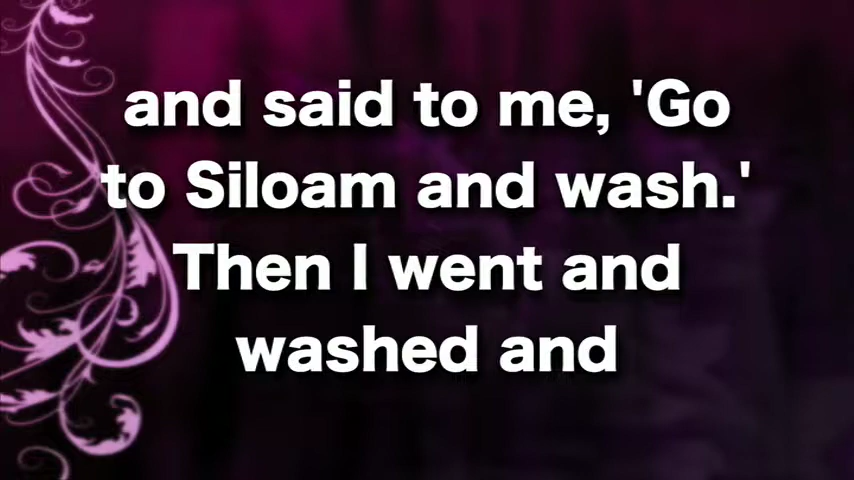 and said to me, 'Go
to Siloam and wash.'
Then I went and
washed and